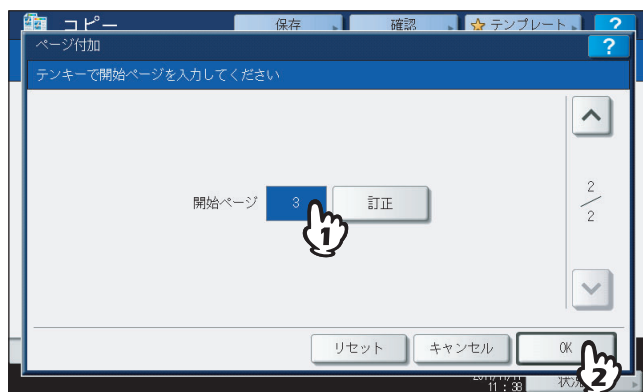 コピー
保存
確認
テンプレート
?
ページ付加
?
テンキーで開始ページを入力してください
開始ページ
3
訂正
1
2
2
リセット
キャンセル
OK
2
11:38